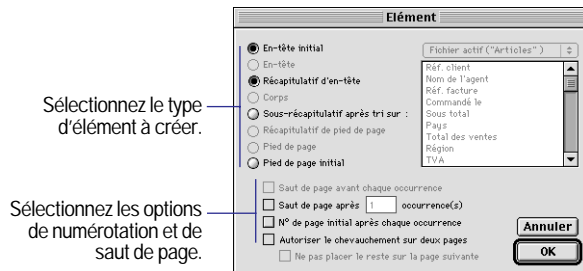 Elément
En-tête initial
En-tête
Récapitulatif d'en-tête
Corps
Sous-récapitulatif après tri sur :
Récapitulatif de pied de page
Pied de page
Pied de page initial
Fichier actif ("Articles")
Réf. client
Nom de l'agent
Réf. facture
Commandé le
Sous total
Pays
Total des ventes
Région
TVA
Sélectionnez le type
d'élément à créer.
Saut de page avant chaque occurrence
Saut de page après 1 occurrence(s)
N° de page initial après chaque occurrence
Autoriser le chevauchement sur deux pages
Ne pas placer le reste sur la page suivante
Sélectionnez les options
de numérotation et de
saut de page.
Annuler
OK